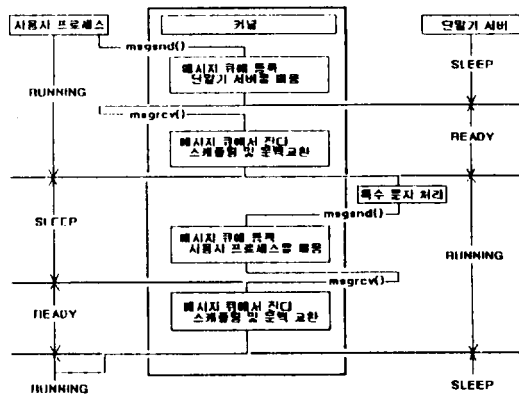 사용자 프로세스
커널
단말기 서버
msgsnd()
메시지 큐에 등록
단말기 서버를 깨움
SLEEP
RUNNING
msgrcv()
READY
메시지 큐에서 잔다
스케쥴링 및 문맥교환
특수 문자 처리
msgsnd()
SLEEP
메시지 큐에 등록
사용자 프로세스를 깨움
RUNNING
msgrcv()
READY
메시지 큐에서 잔다
스케쥴링 및 문맥 교환
RUNNING
SLEEP